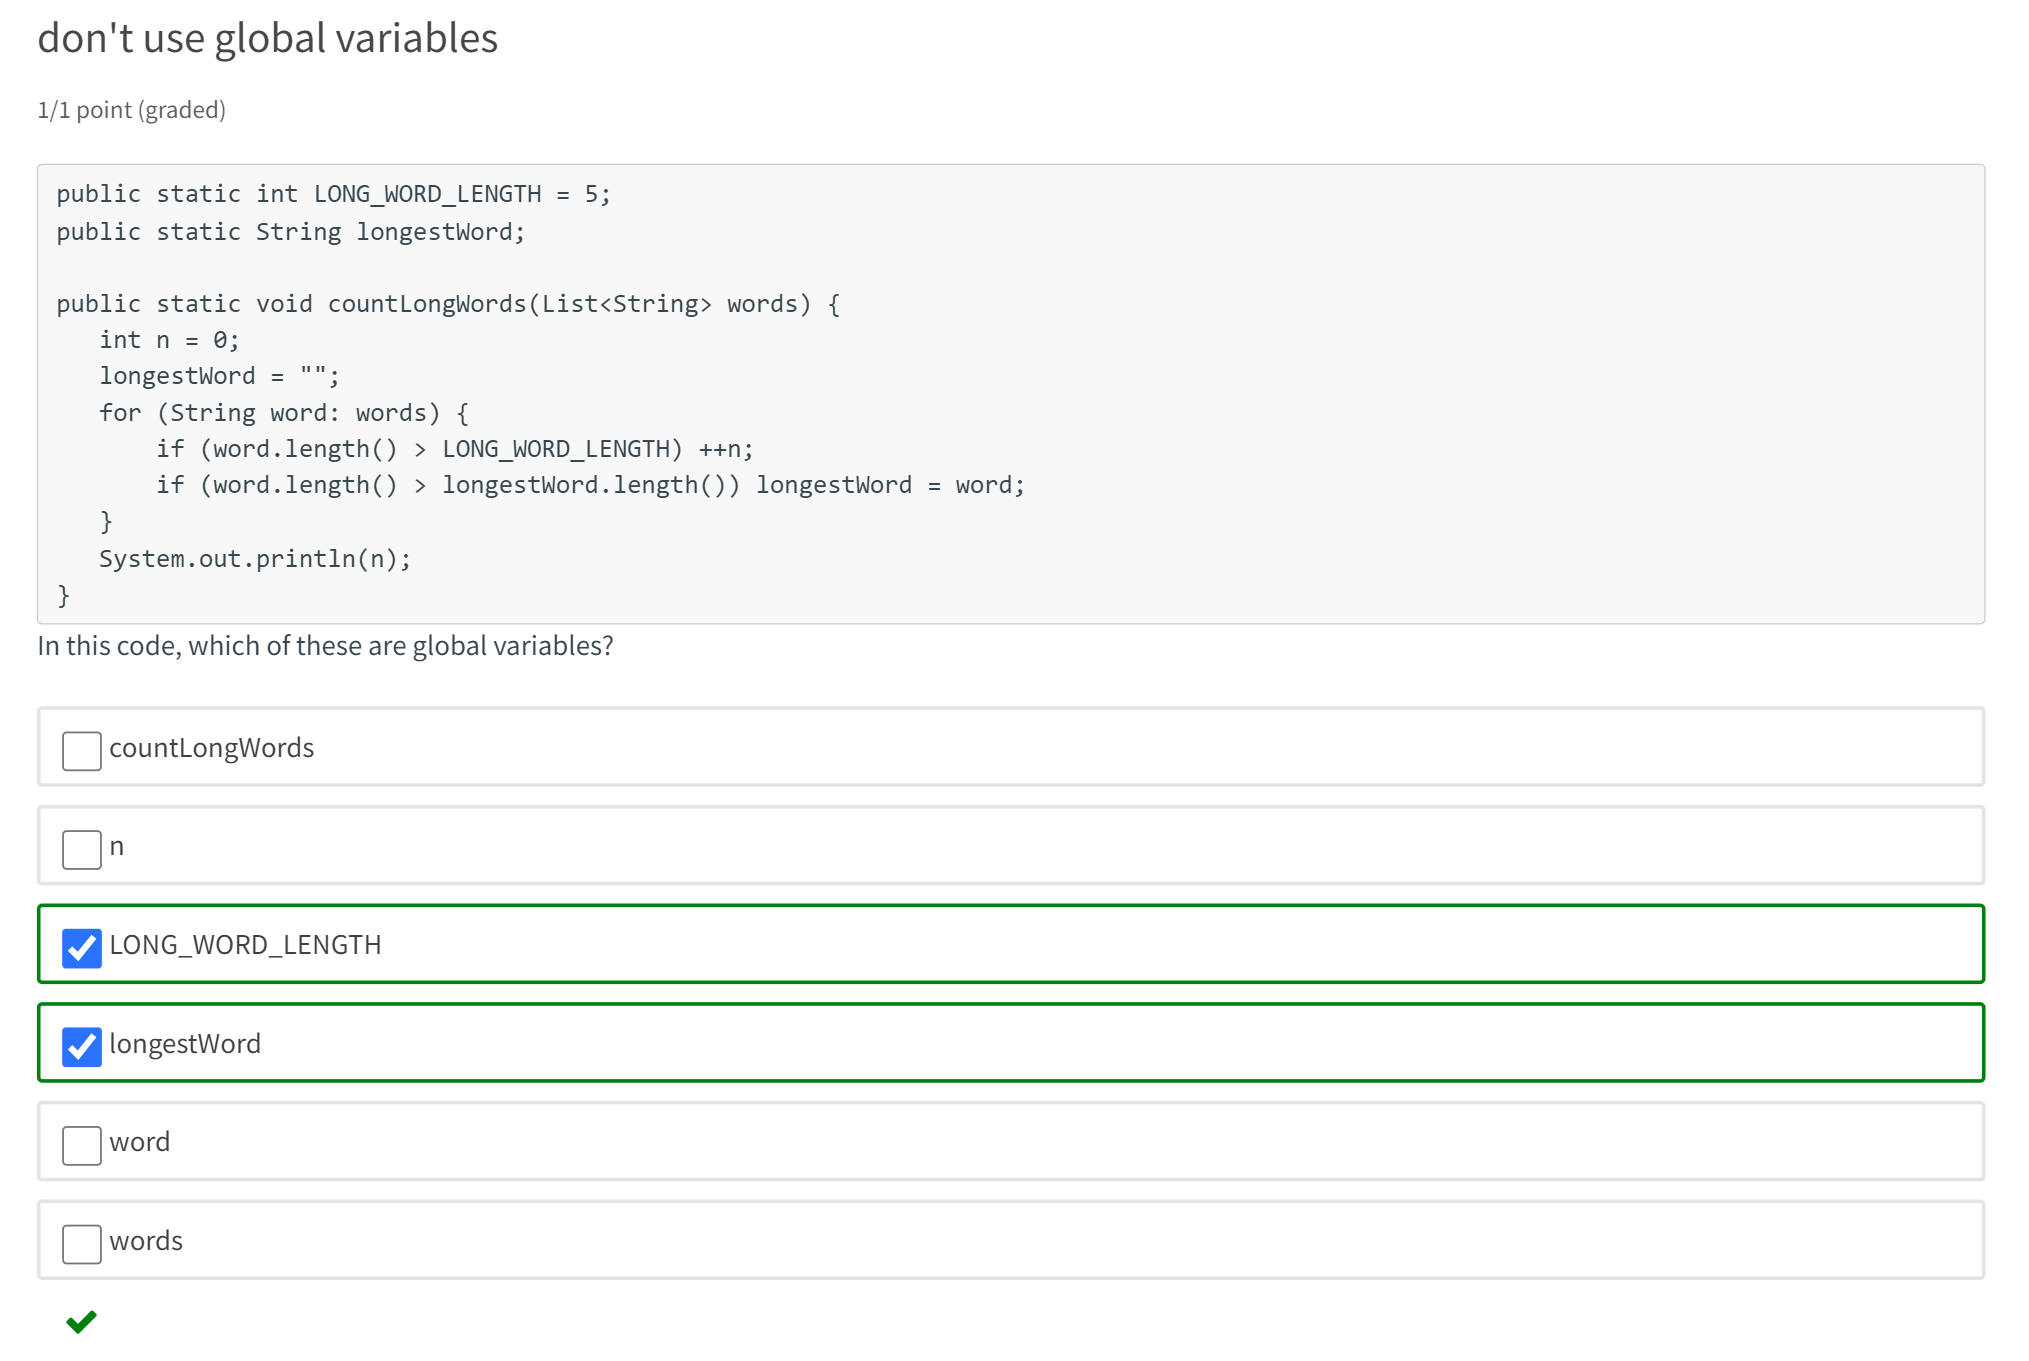 don't use global variables
1/1 point (graded)
public static int LONG_WORD_LENGTH = 5;
public static String longestWord;
public static void countLongWords(List<String> words) {
   int n = 0;
   longestWord = "";
   for (String word: words) {
       if (word.length() > LONG_WORD_LENGTH) ++n;
       if (word.length() > longestWord.length()) longestWord = word;
   }
   System.out.println(n);
}
In this code, which of these are global variables?
countLongWords
n
LONG_WORD_LENGTH
longestWord
word
words